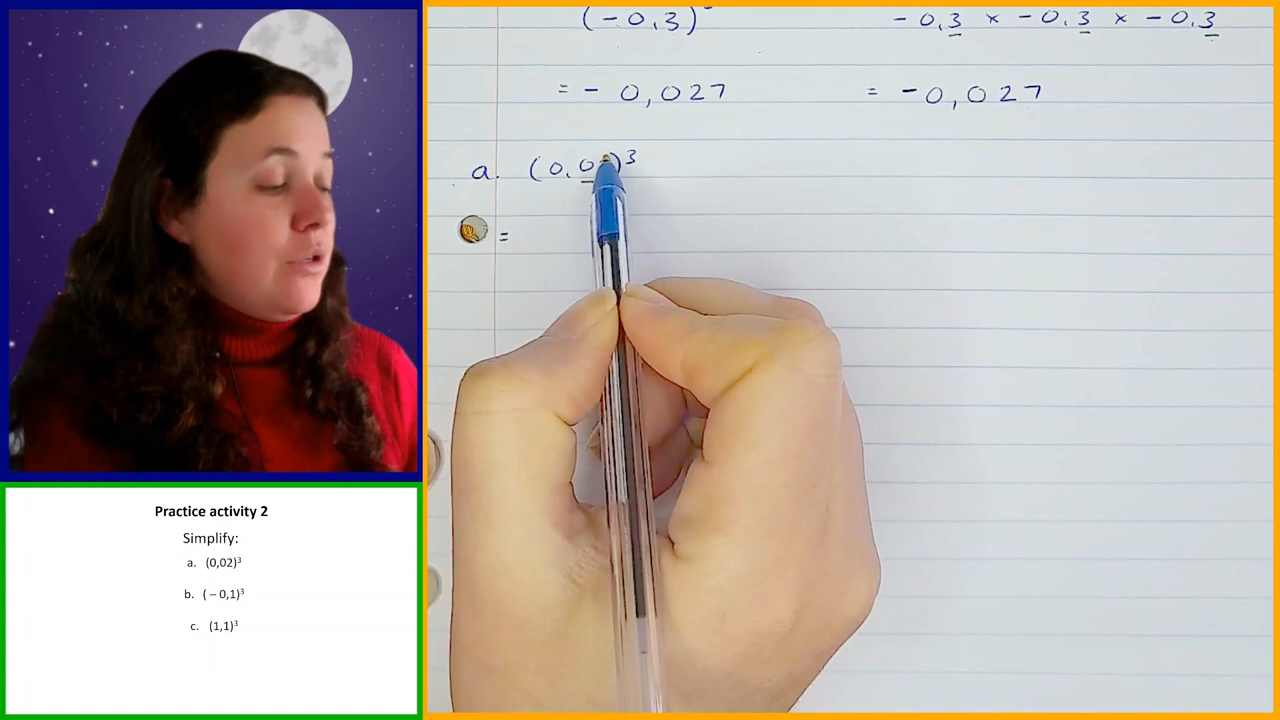 (-0,3)
-0,3 × -0,3 × -0,3
= - 0,027
= -0,027
a. (0,0 )³
=
Practice activity 2
Simplify:
a. (0,02)³
b. (–0,1)³
c. (1,1)³